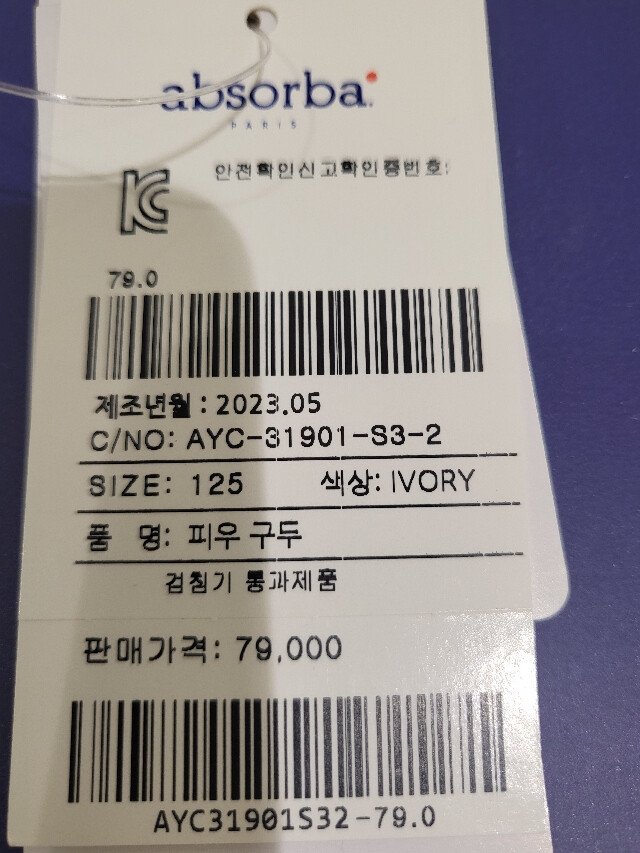 absorba.
PARIS
안전확인신고확인증번호:
79.0
제조년월 : 2023.05
C/NO: AYC-31901-S3-2
SIZE: 125 색상: IVORY
품 명: 피우 구두
검침기 통과제품
판매가격: 79,000
AYC31901S32-79.0